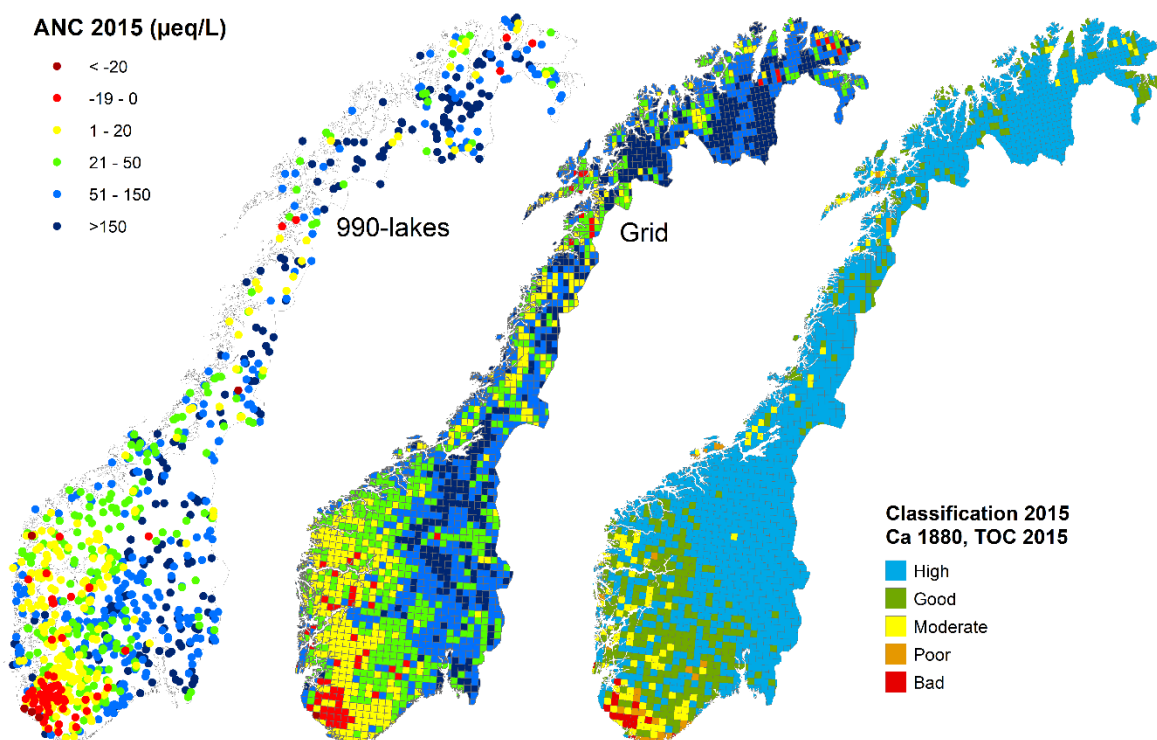 ANC 2015 (µeq/L)
< -20
-19 - 0
1 - 20
21 - 50
51 - 150
>150
990-lakes
Grid
Classification 2015
Ca 1880, TOC 2015
High
Good
Moderate
Poor
Bad